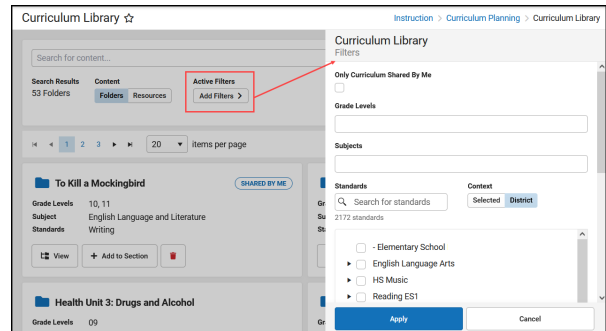 Curriculum Library
Instruction > Curriculum Planning > Curriculum Library
Search for content...
Search Results
53 Folders
Content
Folders Resources
Active Filters
Add Filters >
1 2 3 20 items per page
To Kill a Mockingbird SHARED BY ME
Grade Levels 10, 11
Subject English Language and Literature
Standards Writing
View + Add to Section
Health Unit 3: Drugs and Alcohol
Grade Levels 09
Gr
Su
St
Gr
Curriculum Library
Filters
Only Curriculum Shared By Me
Grade Levels
Subjects
Standards
Search for standards
2172 standards
Context
Selected District
- Elementary School
English Language Arts
HS Music
Reading ES1
Apply Cancel